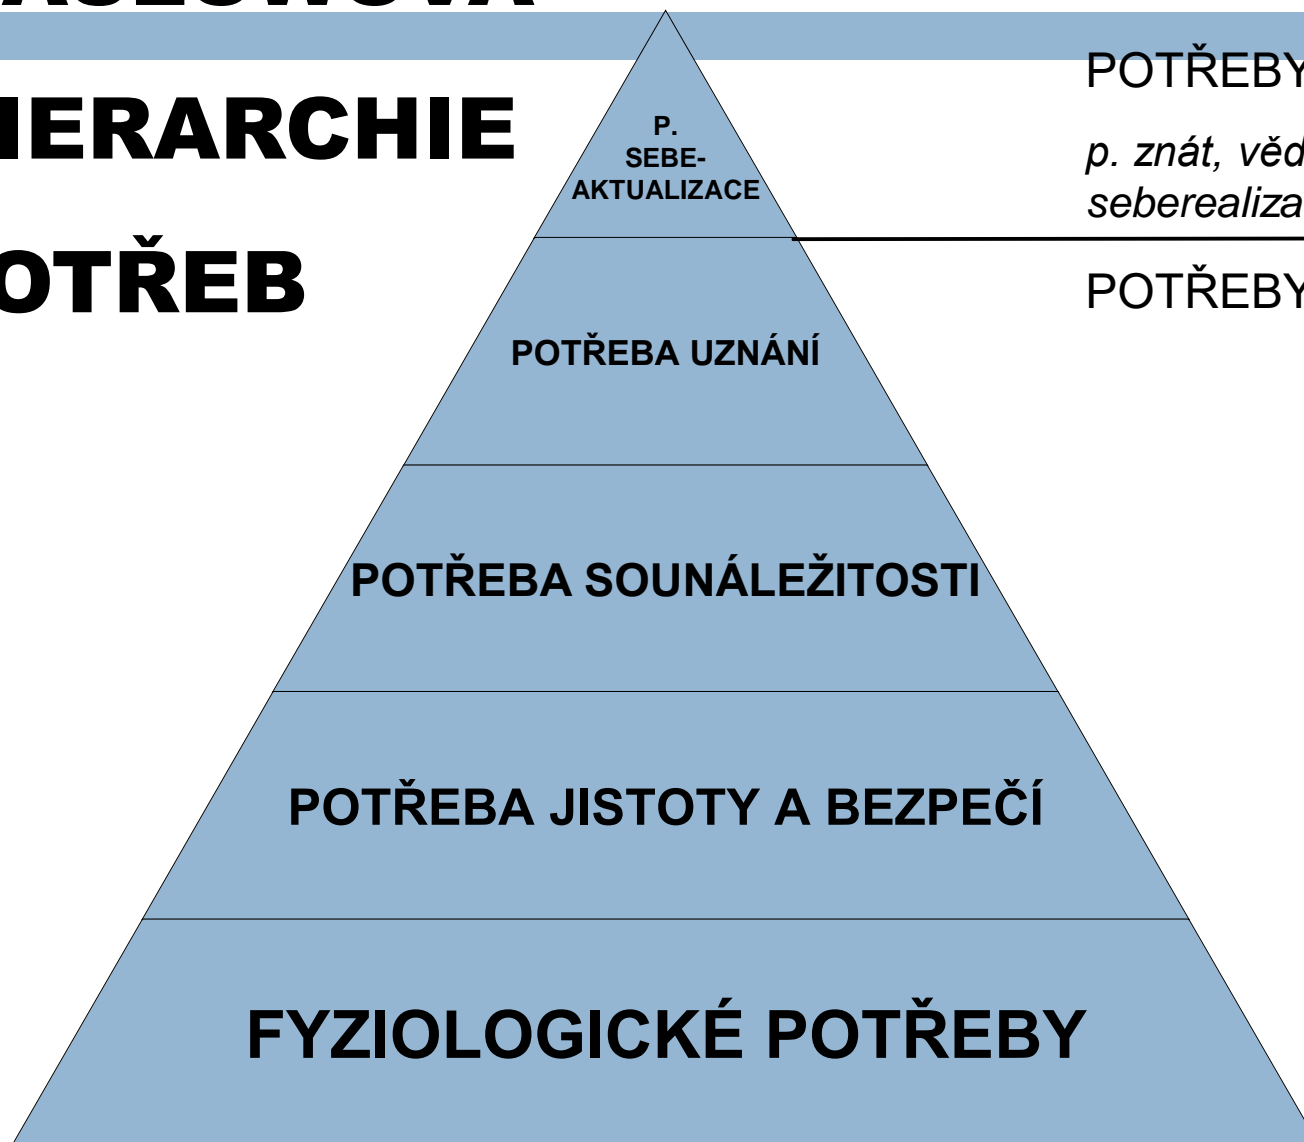 IERARCHIE
OTŘEB
P.
SEBE-
AKTUALIZACE
POTŘEBA UZNÁNÍ
POTŘEBA SOUNÁLEŽITOSTI
POTŘEBA JISTOTY A BEZPEČÍ
FYZIOLOGICKÉ POTŘEBY
POTŘEBY
p. znát, věd
seberealiza
POTŘEBY